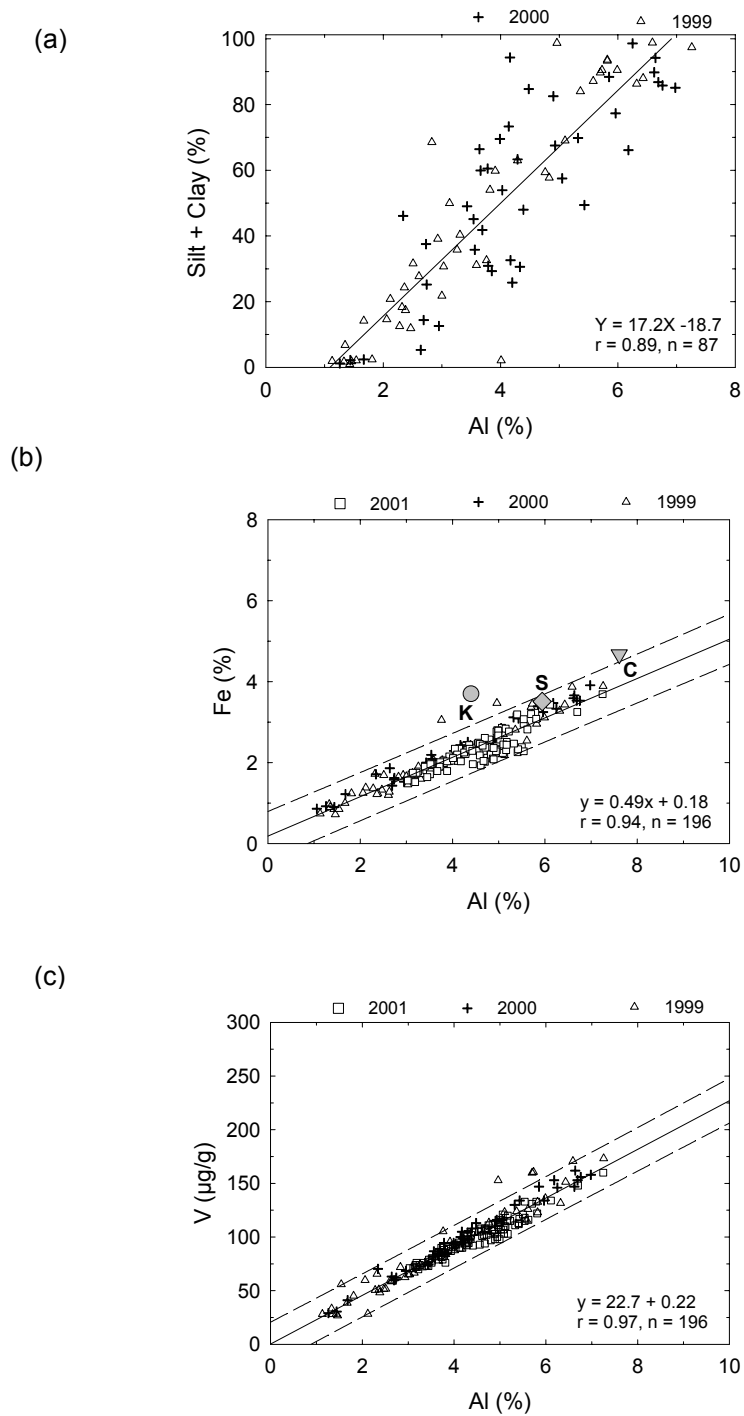 (a)
2000 1999
100
80
60
40
20
0
Silt + Clay (%)
Y = 17.2X -18.7
r = 0.89, n = 87
0 2 4 6 8
Al (%)
(b)
2001 2000 1999
8
6
4
2
0
Fe (%)
K
S
C
y = 0.49x + 0.18
r = 0.94, n = 196
0 2 4 6 8 10
Al (%)
(c)
2001 2000 1999
300
250
200
150
100
50
0
V (µg/g)
y = 22.7 + 0.22
r = 0.97, n = 196
0 2 4 6 8 10
Al (%)